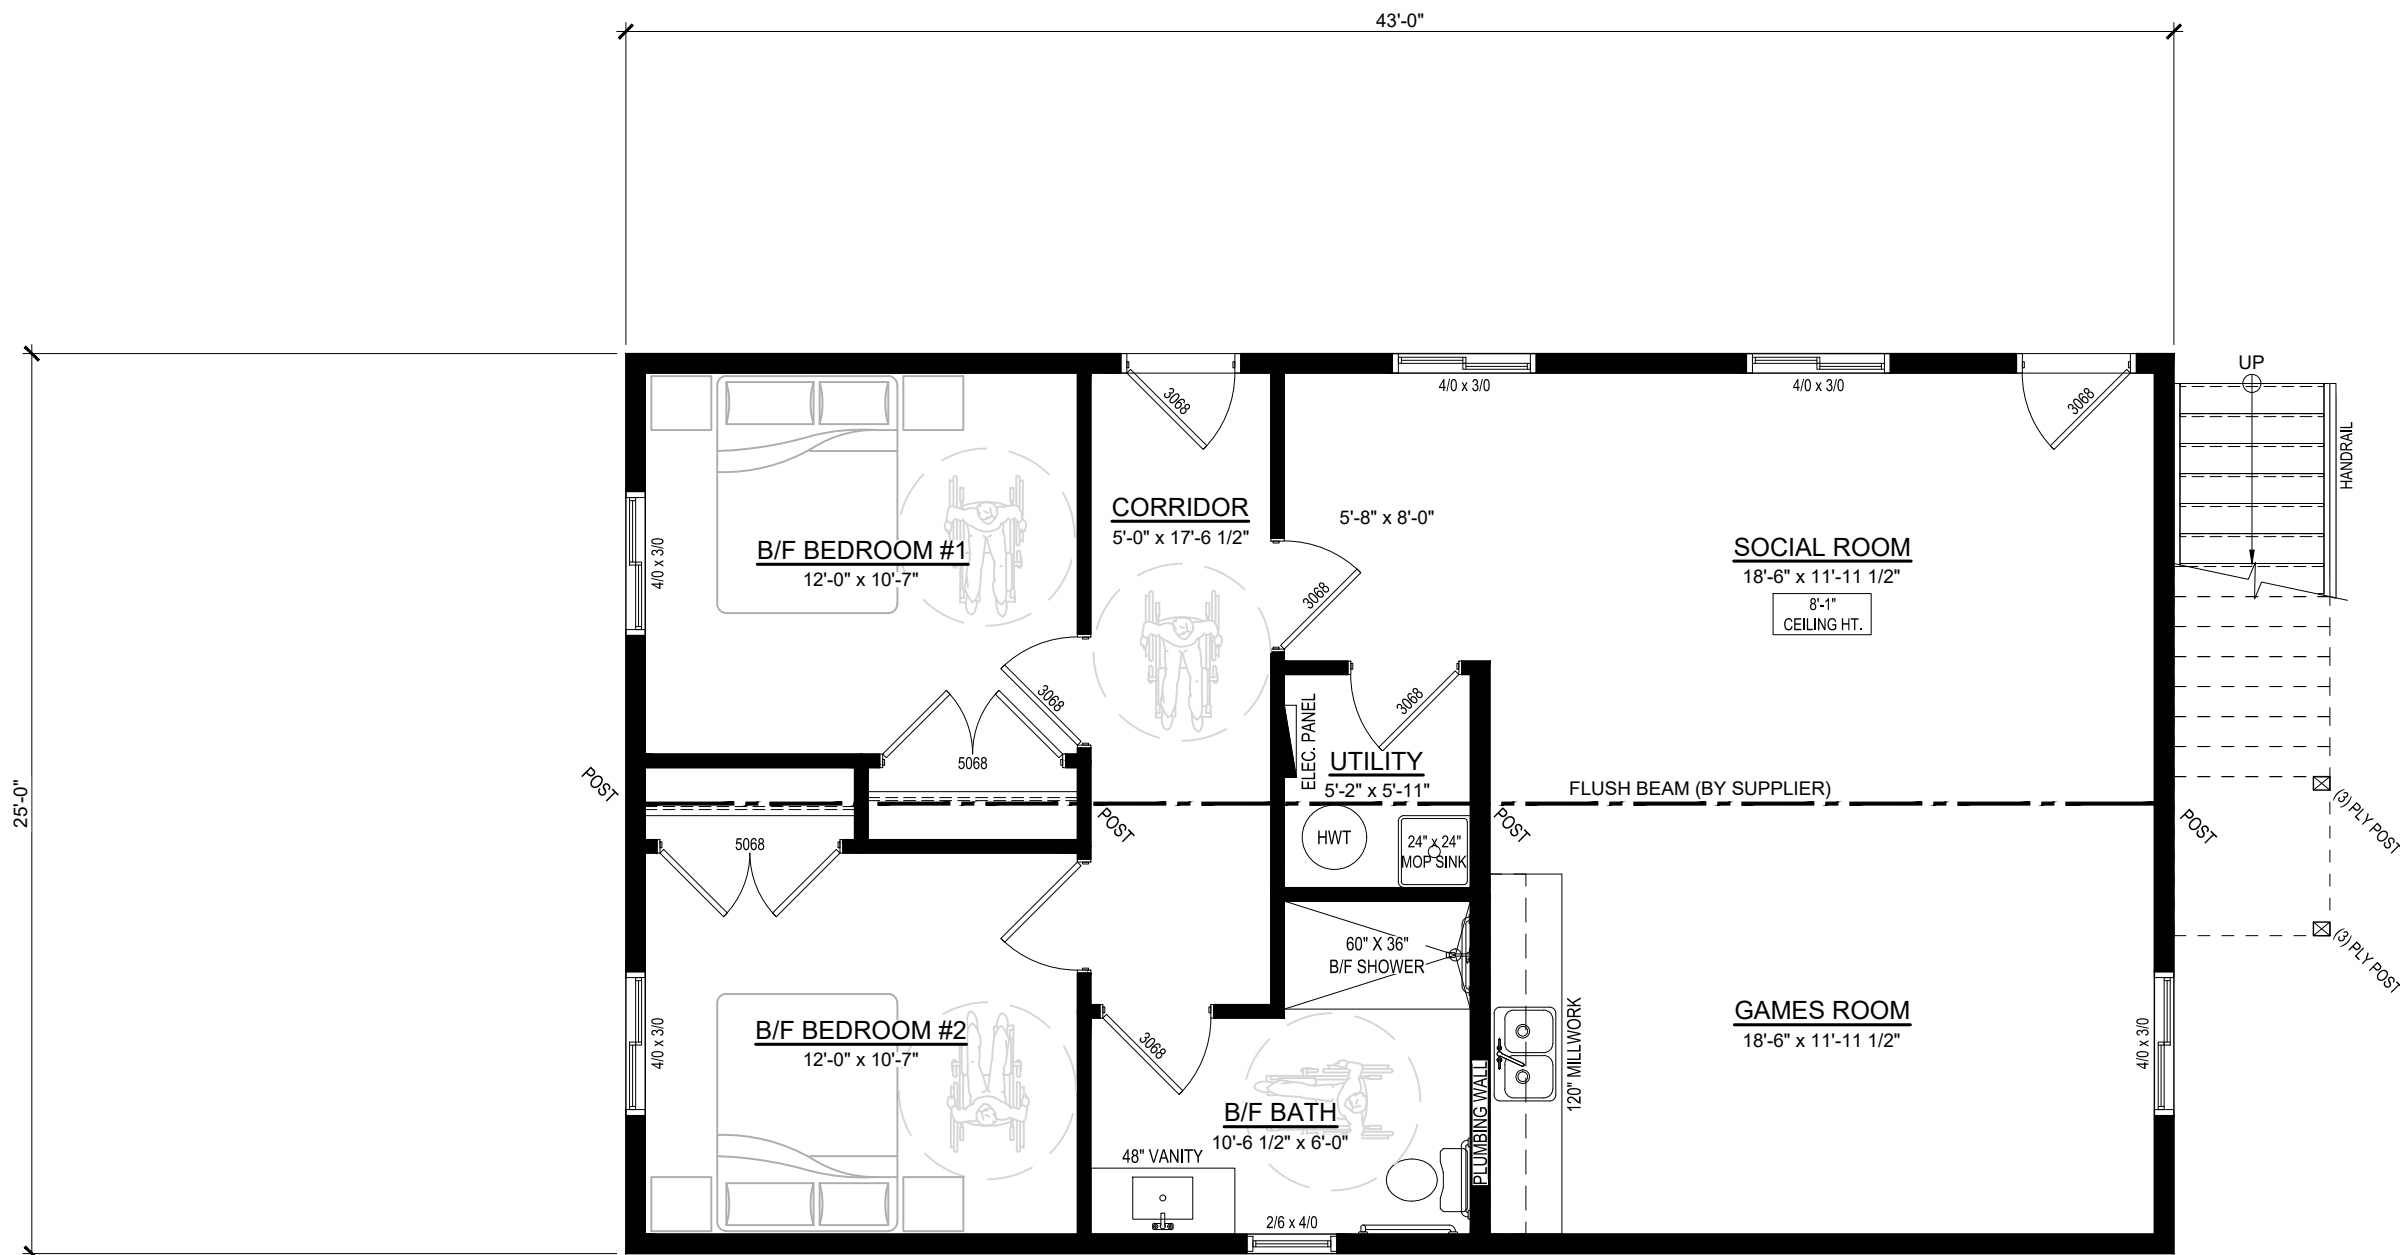 43'-0"
25'-0"
3068
4/0 x 3/0
4/0 x 3/0
3068
UP
HANDRAIL
CORRIDOR
5'-0" x 17'-6 1/2"
5'-8" x 8'-0"
B/F BEDROOM #1
12'-0" x 10'-7"
4/0 x 3/0
SOCIAL ROOM
18'-6" x 11'-11 1/2"
8'-1"
CEILING HT.
3068
3068
3068
5068
ELEC. PANEL
UTILITY
5'-2" x 5'-11"
FLUSH BEAM (BY SUPPLIER)
POST
POST
POST
POST
(3) PLY POST
(3) PLY POST
HWT
24" x 24"
MOP SINK
5068
60" X 36"
B/F SHOWER
B/F BEDROOM #2
12'-0" x 10'-7"
4/0 x 3/0
3068
GAMES ROOM
18'-6" x 11'-11 1/2"
4/0 x 3/0
120" MILLWORK
PLUMBING WALL
B/F BATH
10'-6 1/2" x 6'-0"
48" VANITY
2/6 x 4/0